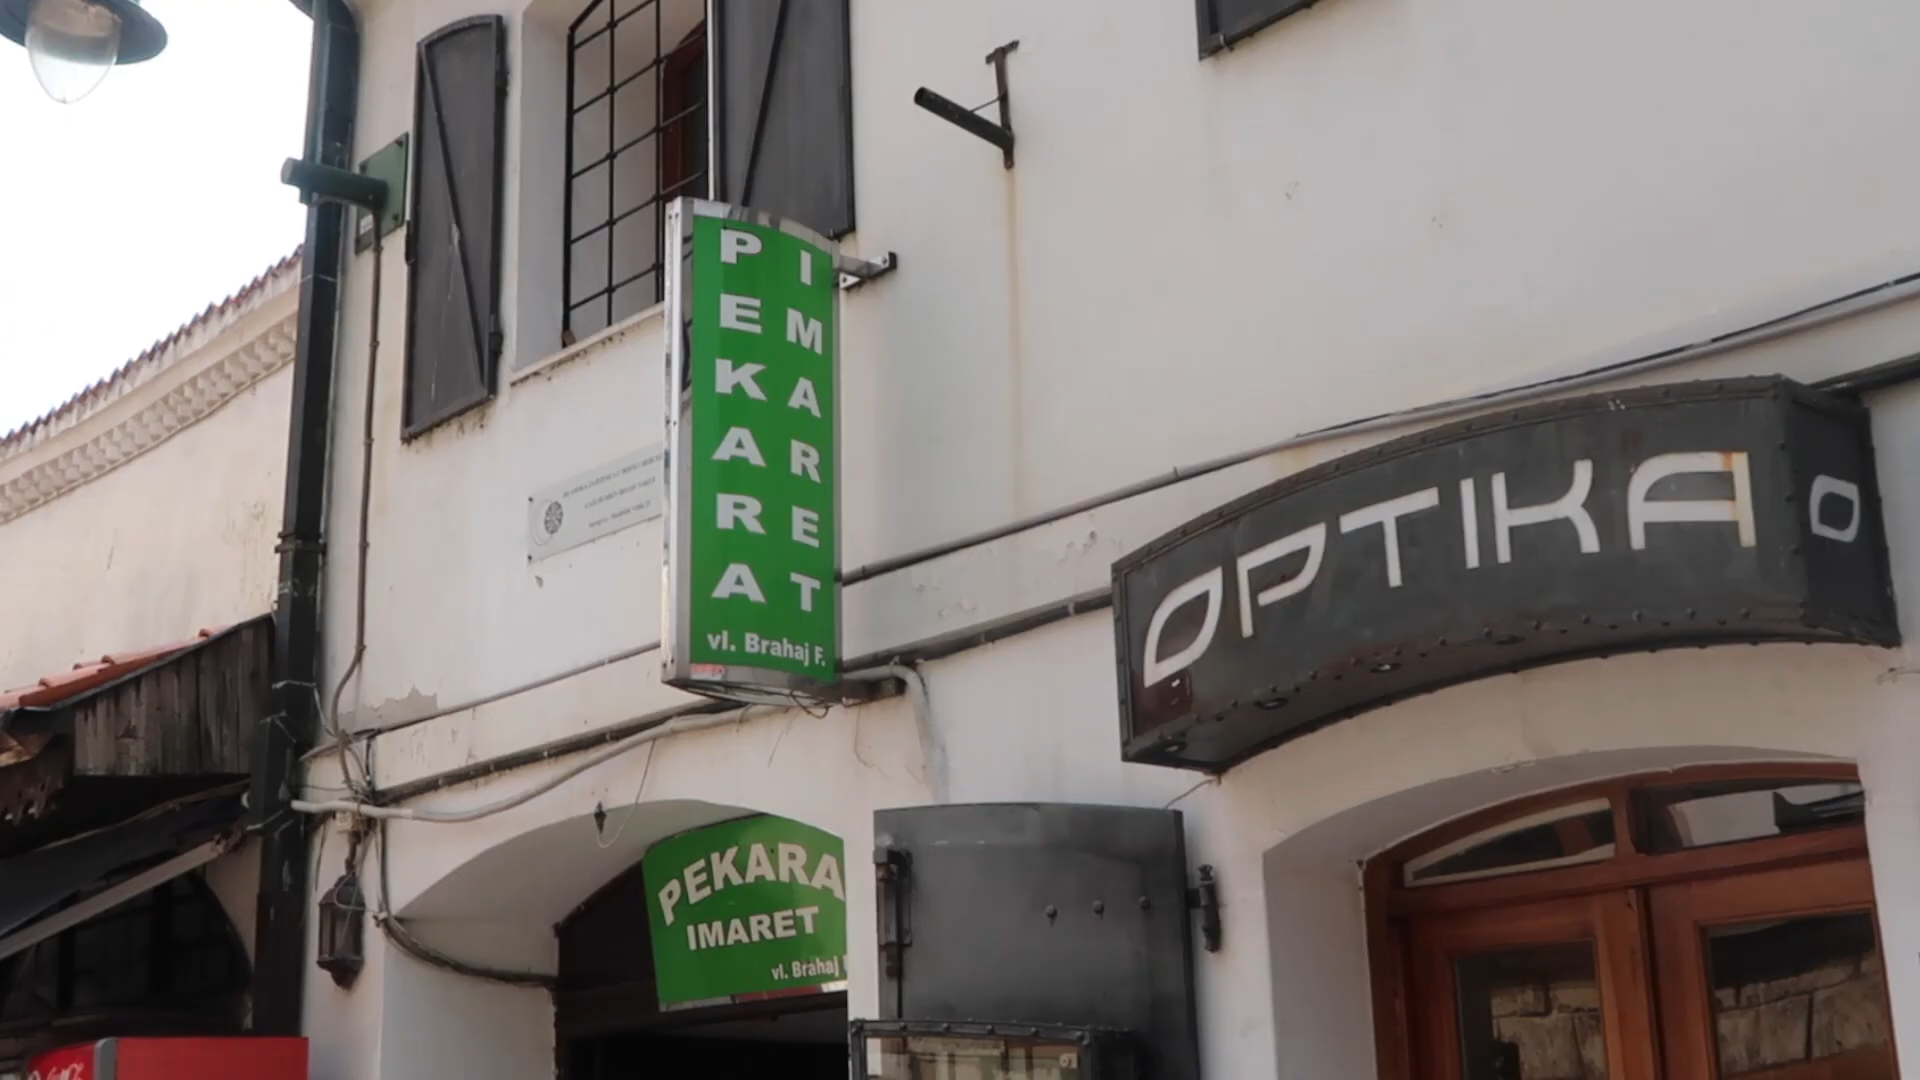 PEKARA
IMARET
vl. Brahaj F.
OPTIKA
O
PEKARA
IMARET
vl. Brahaj